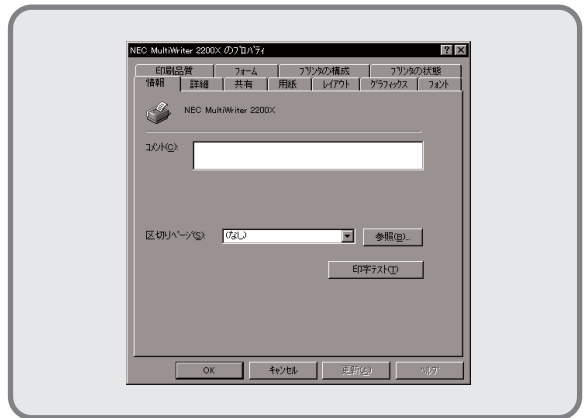 NEC MultiWriter 2200X のプロパティ
印刷品質 フォーム プリンタの構成 プリンタの状態
情報 詳細 共有 用紙 レイアウト グラフィックス フォント
NEC MultiWriter 2200X
コメント(C):
区切りページ(S): (なし) 参照(B)...
印字テスト(T)
OK キャンセル 更新(A) ヘルプ